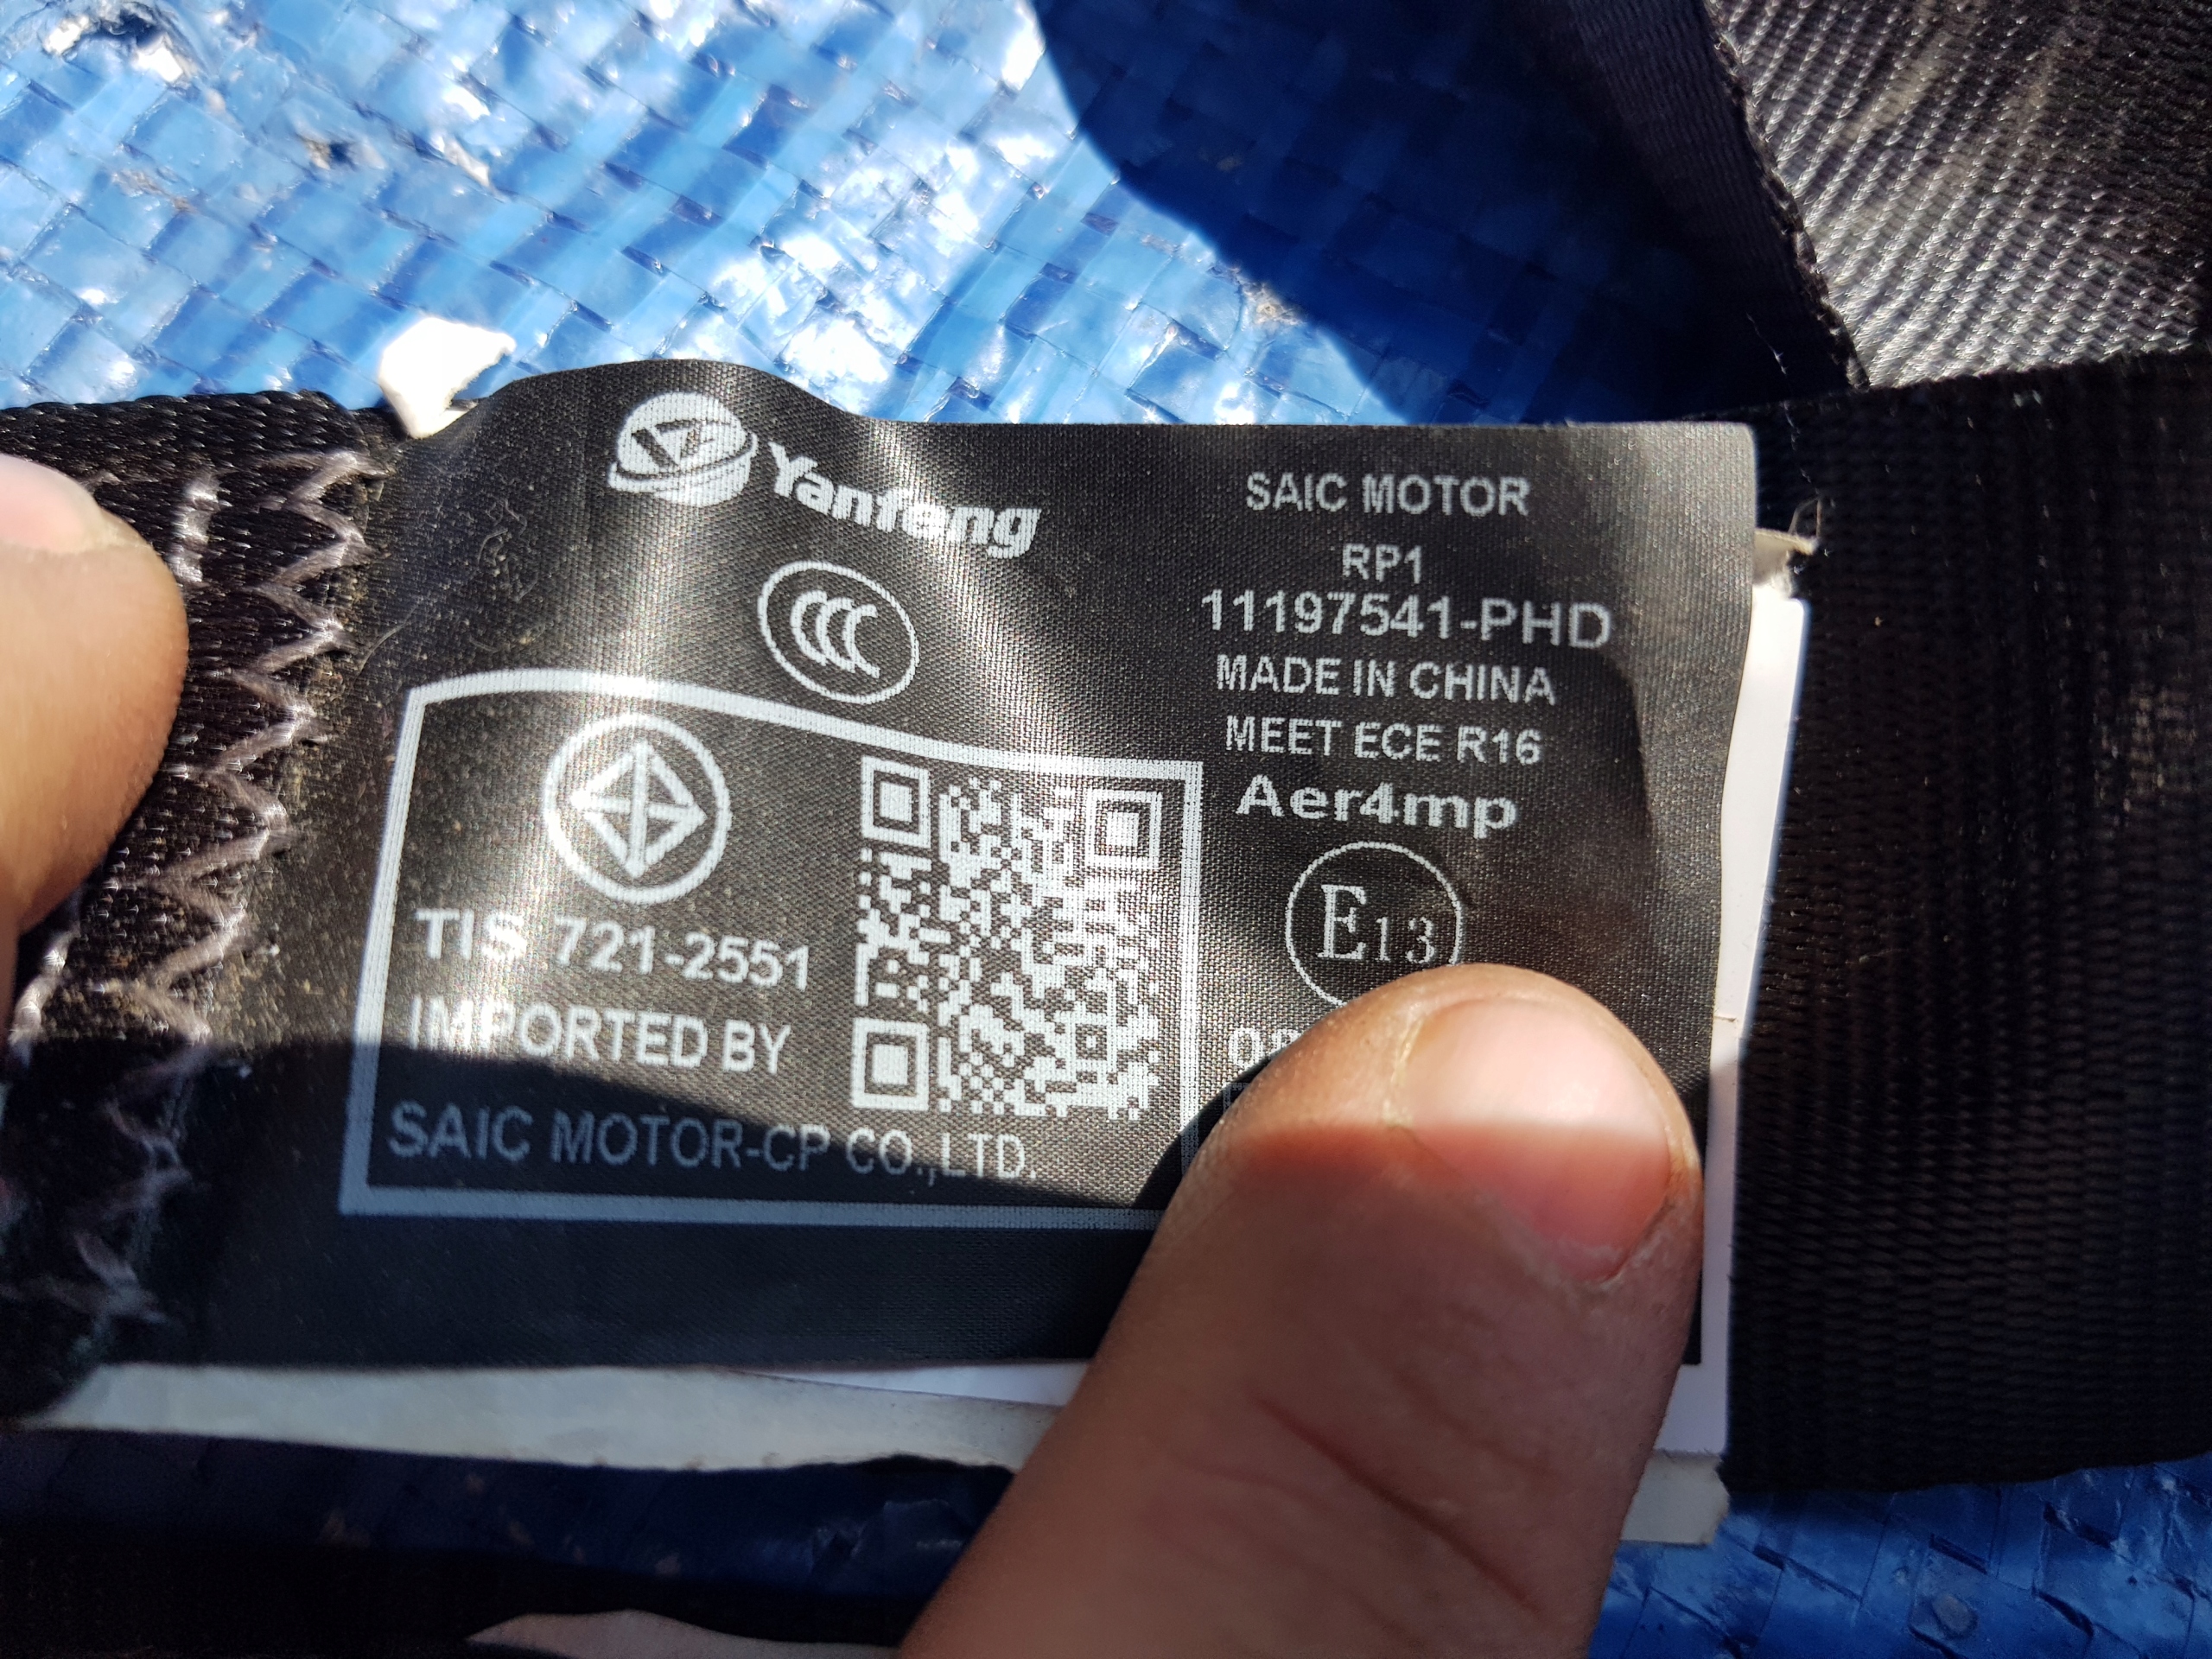 Yanfeng
CCC
TIS 721-2551
IMPORTED BY
SAIC MOTOR-CP CO.,LTD.
SAIC MOTOR
RP1
11197541-PHD
MADE IN CHINA
MEET ECE R16
Aer4mp
E13